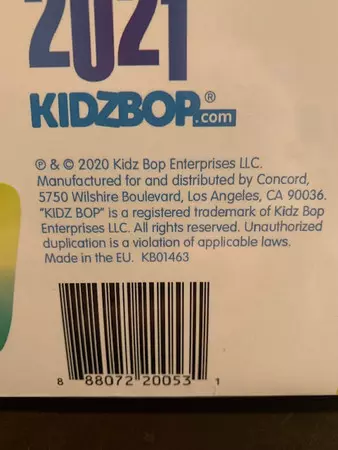 2021
KIDZBOP®.com
℗ & © 2020 Kidz Bop Enterprises LLC.
Manufactured for and distributed by Concord,
5750 Wilshire Boulevard, Los Angeles, CA 90036.
"KIDZ BOP" is a registered trademark of Kidz Bop
Enterprises LLC. All rights reserved. Unauthorized
duplication is a violation of applicable laws.
Made in the EU. KB01463
8 88072 20053 1